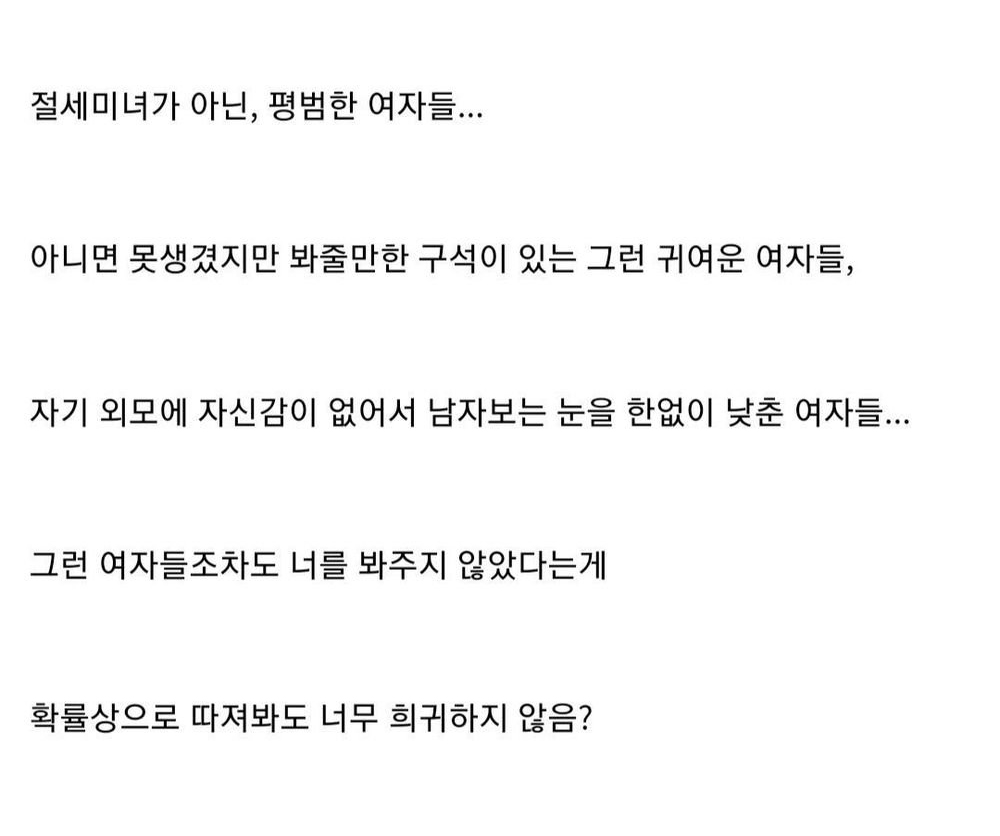 절세미녀가 아닌, 평범한 여자들...
아니면 못생겼지만 봐줄만한 구석이 있는 그런 귀여운 여자들,
자기 외모에 자신감이 없어서 남자보는 눈을 한없이 낮춘 여자들...
그런 여자들조차도 너를 봐주지 않았다는게
확률상으로 따져봐도 너무 희귀하지 않음?